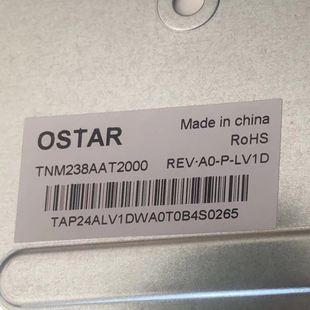 OSTAR
Made in china
RoHS
TNM238AAT2000
REV·A0-P-LV1D
TAP24ALV1DWA0T0B4S0265